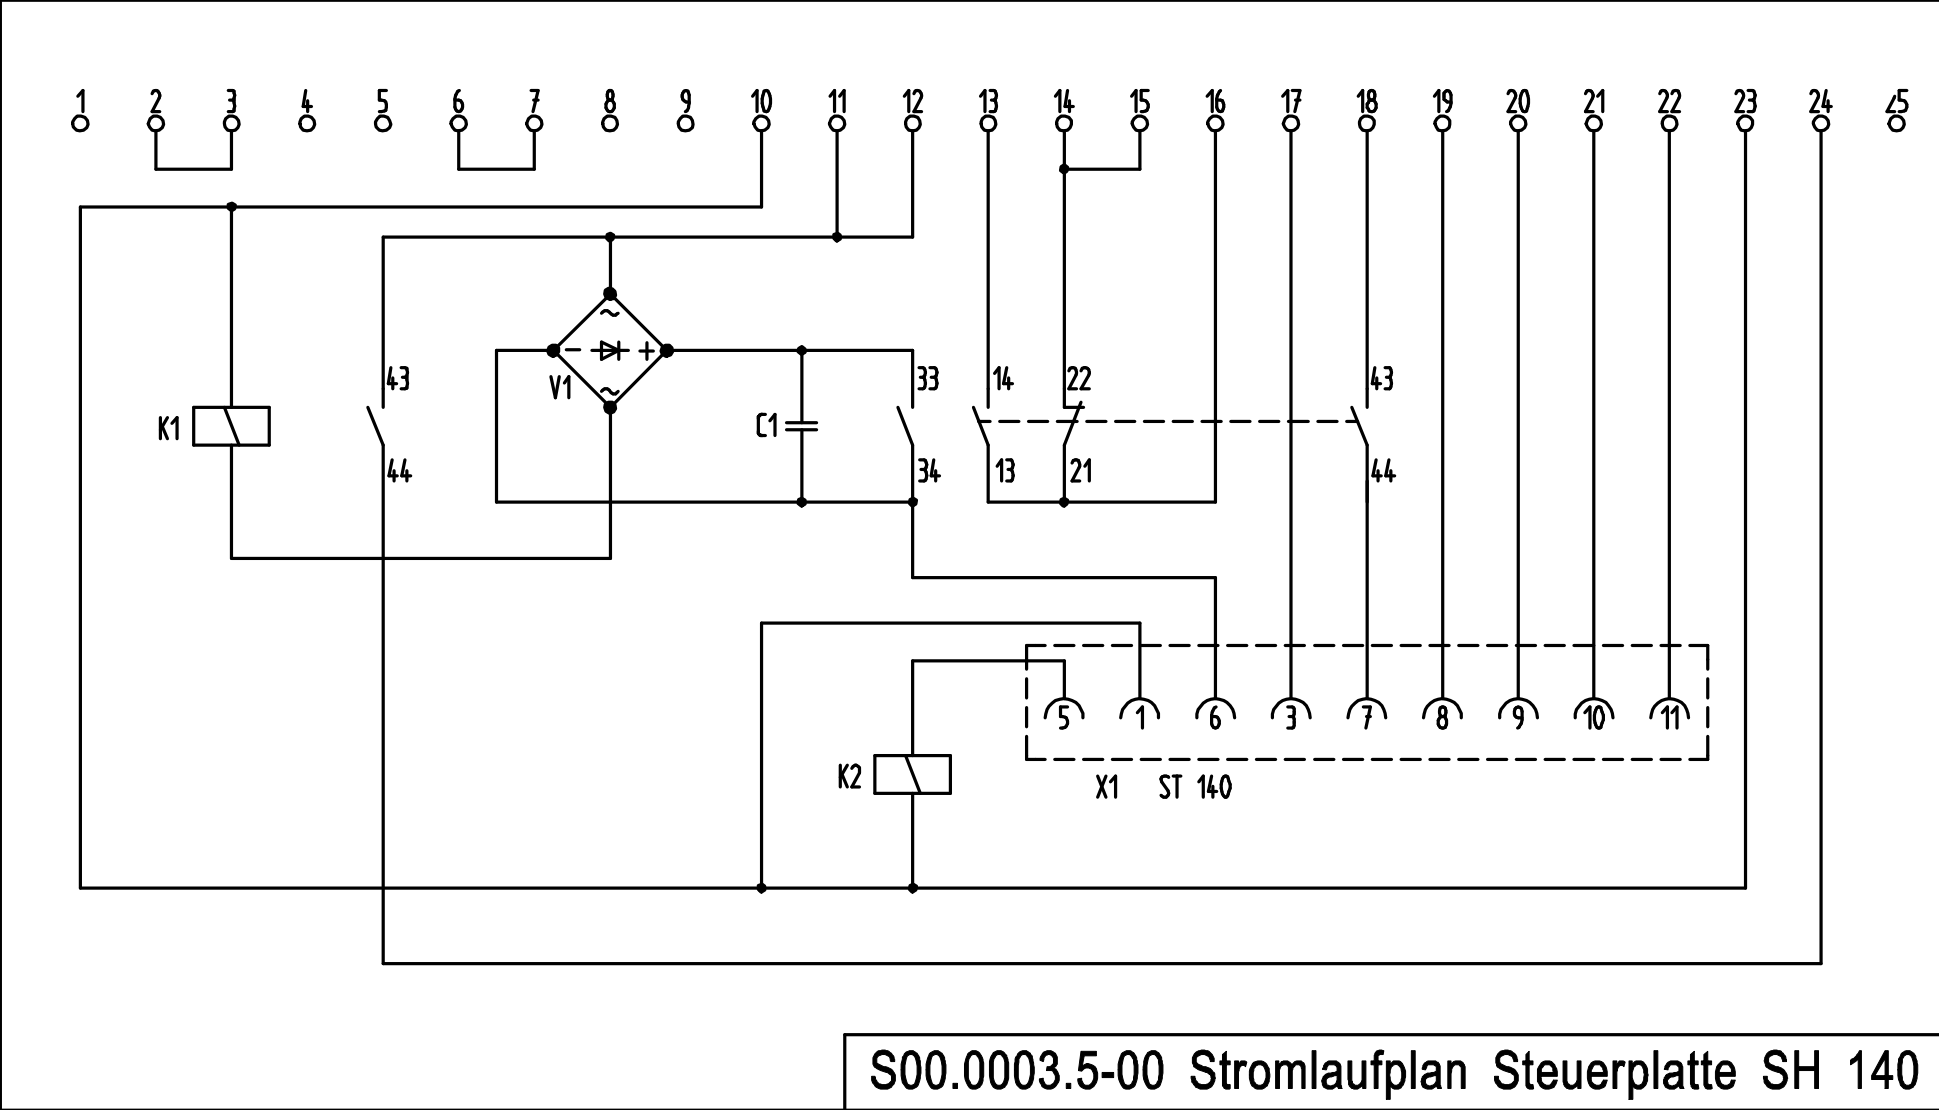 1 2 3 4 5 6 7 8 9 10 11 12 13 14 15 16 17 18 19 20 21 22 23 24 25
~
- +
43 V1 ~ 33 14 22 43
K1 C1
44 34 13 21 44
5 1 6 3 7 8 9 10 11
K2 X1 ST 140
S00.0003.5-00 Stromlaufplan Steuerplatte SH 140